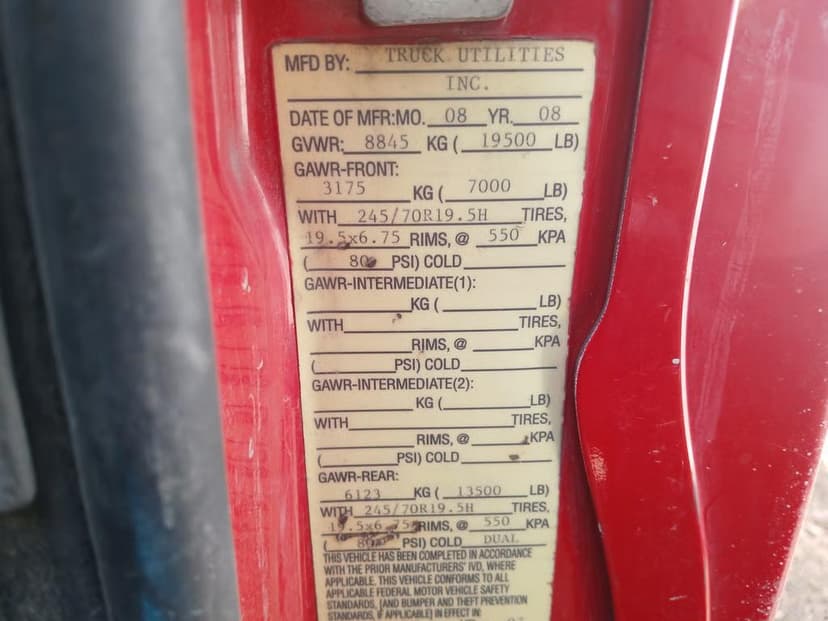 MFD BY: TRUCK UTILITIES
INC.
DATE OF MFR:MO. 08 YR. 08
GVWR: 8845 KG ( 19500 LB)
GAWR-FRONT:
3175 KG ( 7000 LB)
WITH 245/70R19.5H TIRES,
19.5x6.75 RIMS, @ 550 KPA
( 80 PSI) COLD
GAWR-INTERMEDIATE(1):
KG ( LB)
WITH TIRES,
RIMS, @ KPA
( PSI) COLD
GAWR-INTERMEDIATE(2):
KG ( LB)
WITH TIRES,
RIMS, @ KPA
( PSI) COLD
GAWR-REAR:
6123 KG ( 13500 LB)
WITH 245/70R19.5H TIRES,
19.5x6.75 RIMS, @ 550 KPA
( 80 PSI) COLD DUAL
THIS VEHICLE HAS BEEN COMPLETED IN ACCORDANCE
WITH THE PRIOR MANUFACTURERS' IVD, WHERE
APPLICABLE. THIS VEHICLE CONFORMS TO ALL
APPLICABLE FEDERAL MOTOR VEHICLE SAFETY
STANDARDS, [AND BUMPER AND THEFT PREVENTION
STANDARDS, IF APPLICABLE] IN EFFECT IN: